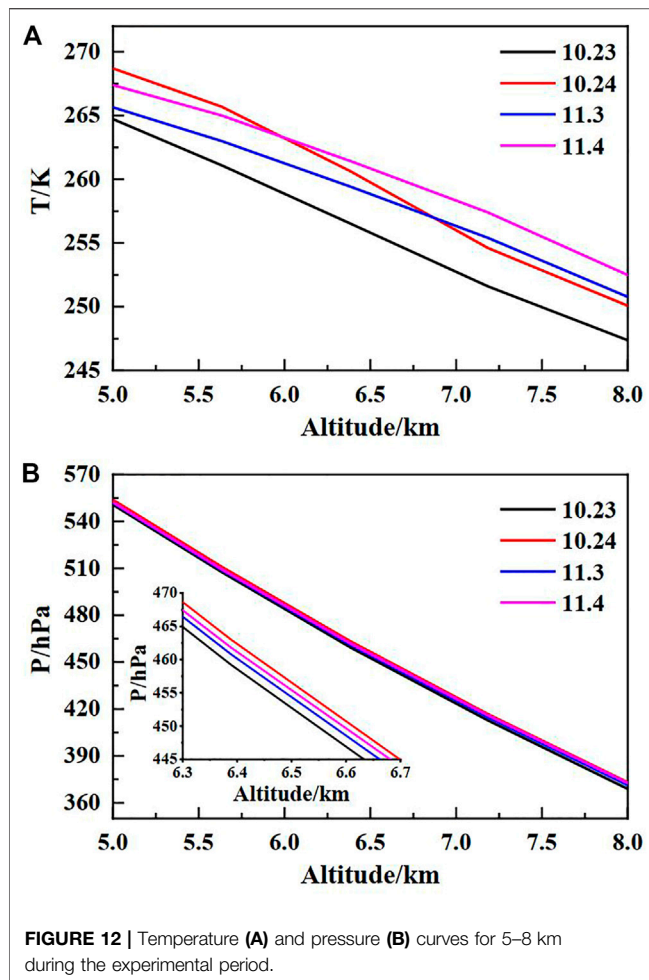 A
270
265
260
255
250
245
T/K
10.23
10.24
11.3
11.4
5.0 5.5 6.0 6.5 7.0 7.5 8.0
Altitude/km
B
570
540
510
480
450
420
390
360
P/hPa
10.23
10.24
11.3
11.4
470
465
460
455
450
445
P/hPa
6.3 6.4 6.5 6.6 6.7
Altitude/km
5.0 5.5 6.0 6.5 7.0 7.5 8.0
Altitude/km
FIGURE 12 | Temperature (A) and pressure (B) curves for 5–8 km
during the experimental period.